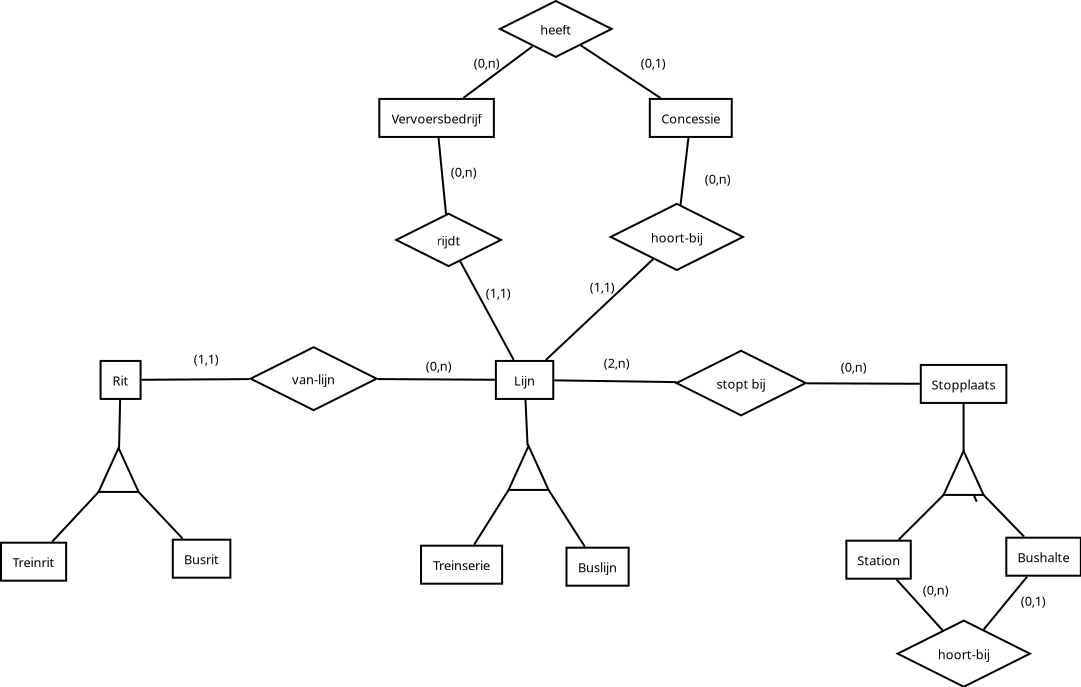 heeft
(0,n)
(0,1)
Vervoersbedrijf
Concessie
(0,n)
(0,n)
rijdt
hoort-bij
(1,1)
(1,1)
(1,1)
(0,n)
(2,n)
(0,n)
Rit
van-lijn
Lijn
stopt bij
Stopplaats
Treinrit
Busrit
Treinserie
Buslijn
Station
Bushalte
(0,n)
(0,1)
hoort-bij